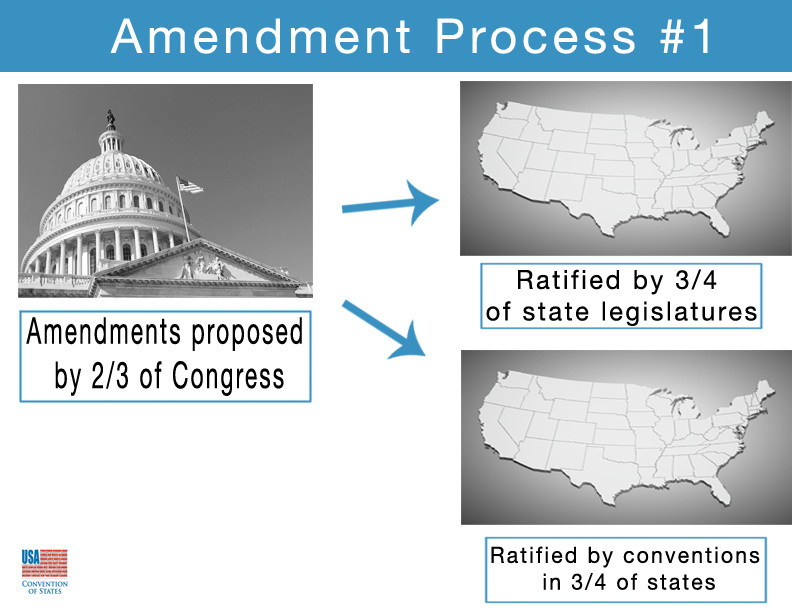 Amendment Process #1
Amendments proposed
by 2/3 of Congress
Ratified by 3/4
of state legislatures
Ratified by conventions
in 3/4 of states
USA
CONVENTION
OF STATES